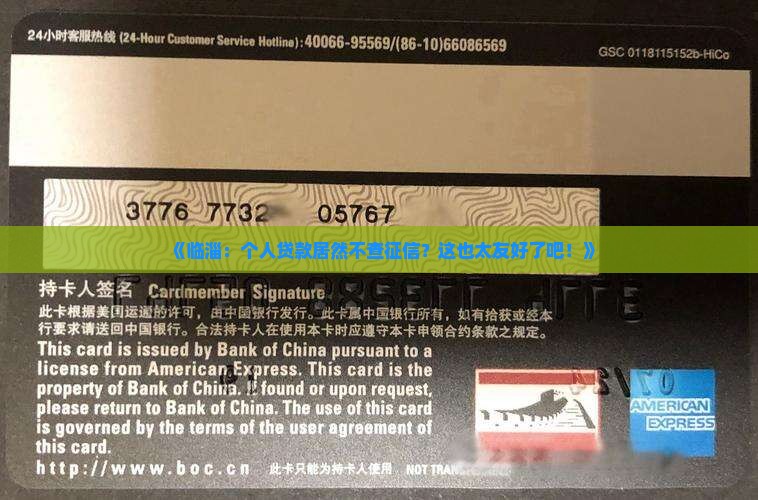 24小时客服热线 (24-Hour Customer Service Hotline):40066-95569/(86-10)66086569
GSC 0118115152b-HiCo
3776 7732 05767
《临淄：个人贷款居然不查征信？这也太友好了吧！》
持卡人签名 Cardmember Signature
此卡根据美国运通的许可，由中国银行发行。此卡属中国银行所有，如有拾获或经本
行要求请送回中国银行。合法持卡人在使用本卡时应遵守本卡申领合约条款之规定。
This card is issued by Bank of China pursuant to a
license from American Express. This card is the
property of Bank of China. If found or upon request,
please return to Bank of China. The use of this card
is governed by the terms of the user agreement of
this card.
http://www.boc.cn 此卡只能为持卡人使用 NOT
AMERICAN
EXPRESS